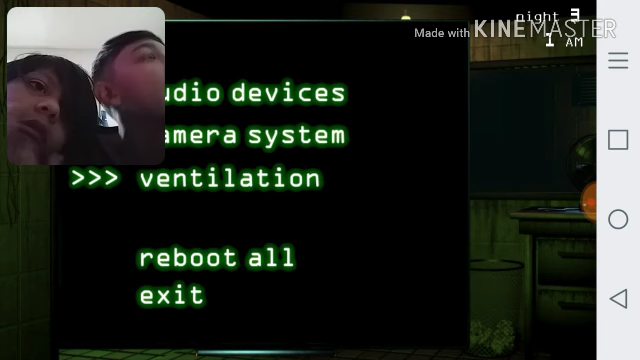 night 3
Made with KINEMASTER
1 AM
udio devices
amera system
>>> ventilation
reboot all
exit